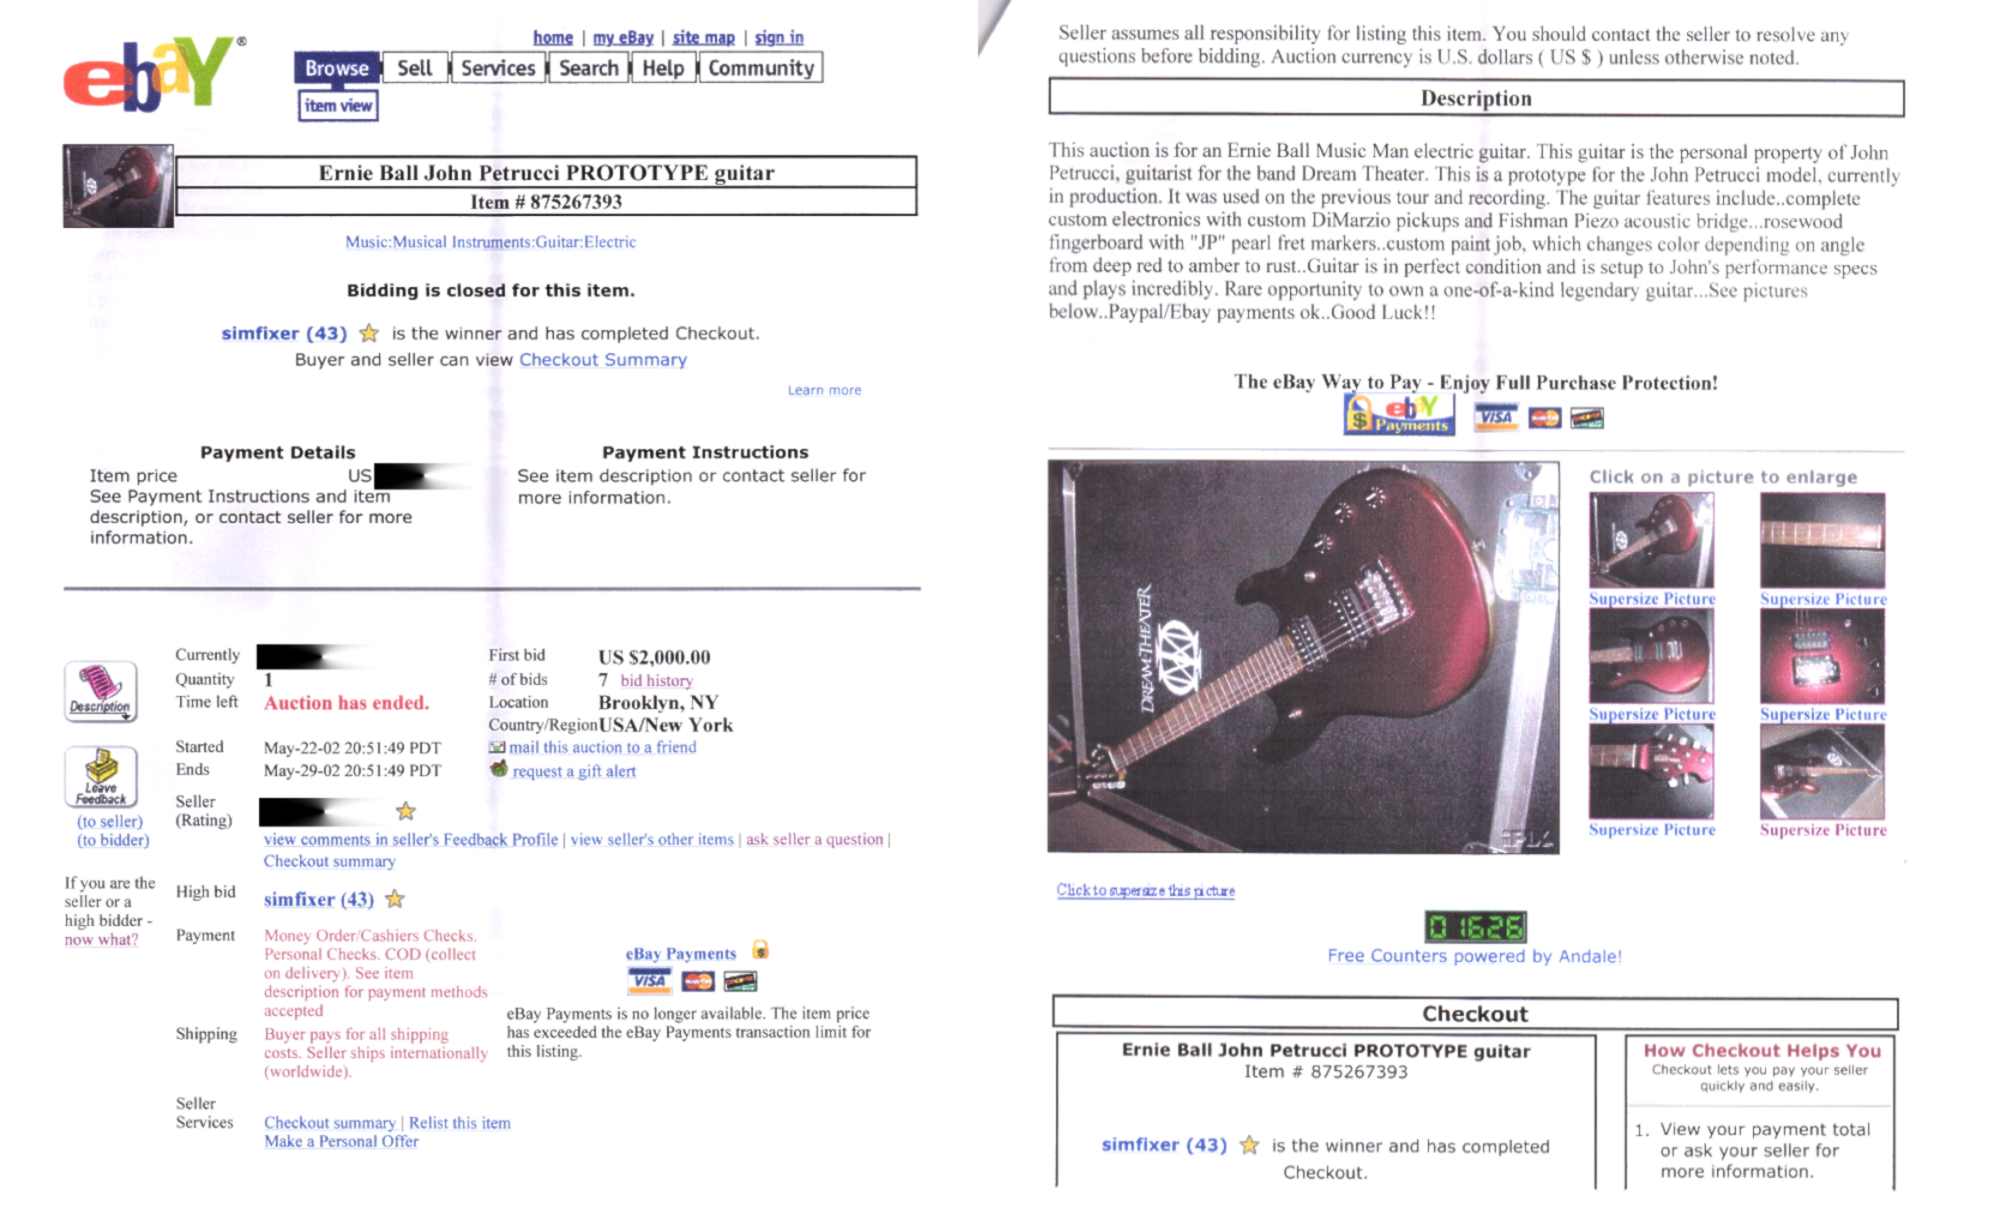 ebay®
home | my eBay | site map | sign in
Browse Sell Services Search Help Community
item view
Ernie Ball John Petrucci PROTOTYPE guitar
Item # 875267393
Music:Musical Instruments:Guitar:Electric
Bidding is closed for this item.
simfixer (43) is the winner and has completed Checkout.
Buyer and seller can view Checkout Summary
Learn more
Payment Details
Item price US
See Payment Instructions and item
description, or contact seller for more
information.
Payment Instructions
See item description or contact seller for
more information.
Description
Leave
Feedback
(to seller)
(to bidder)
If you are the
seller or a
high bidder -
now what?
Currently
Quantity 1
Time left Auction has ended.
First bid US $2,000.00
# of bids 7 bid history
Location Brooklyn, NY
Country/Region USA/New York
Started May-22-02 20:51:49 PDT
mail this auction to a friend
Ends May-29-02 20:51:49 PDT
request a gift alert
Seller
(Rating)
view comments in seller's Feedback Profile | view seller's other items | ask seller a question |
Checkout summary
High bid simfixer (43)
Payment Money Order/Cashiers Checks.
Personal Checks. COD (collect
on delivery). See item
description for payment methods
accepted
eBay Payments
VISA
eBay Payments is no longer available. The item price
has exceeded the eBay Payments transaction limit for
this listing.
Shipping Buyer pays for all shipping
costs. Seller ships internationally
(worldwide).
Seller
Services Checkout summary | Relist this item
Make a Personal Offer
Seller assumes all responsibility for listing this item. You should contact the seller to resolve any
questions before bidding. Auction currency is U.S. dollars ( US $ ) unless otherwise noted.
Description
This auction is for an Ernie Ball Music Man electric guitar. This guitar is the personal property of John
Petrucci, guitarist for the band Dream Theater. This is a prototype for the John Petrucci model, currently
in production. It was used on the previous tour and recording. The guitar features include..complete
custom electronics with custom DiMarzio pickups and Fishman Piezo acoustic bridge...rosewood
fingerboard with "JP" pearl fret markers..custom paint job, which changes color depending on angle
from deep red to amber to rust..Guitar is in perfect condition and is setup to John's performance specs
and plays incredibly. Rare opportunity to own a one-of-a-kind legendary guitar...See pictures
below..Paypal/Ebay payments ok..Good Luck!!
The eBay Way to Pay - Enjoy Full Purchase Protection!
ebY
Payments
VISA
DREAM THEATER
Click on a picture to enlarge
Supersize Picture Supersize Picture
Supersize Picture Supersize Picture
Supersize Picture Supersize Picture
Click to supersize this picture
01626
Free Counters powered by Andale!
Checkout
Ernie Ball John Petrucci PROTOTYPE guitar
Item # 875267393
simfixer (43) is the winner and has completed
Checkout.
How Checkout Helps You
Checkout lets you pay your seller
quickly and easily.
1. View your payment total
or ask your seller for
more information.